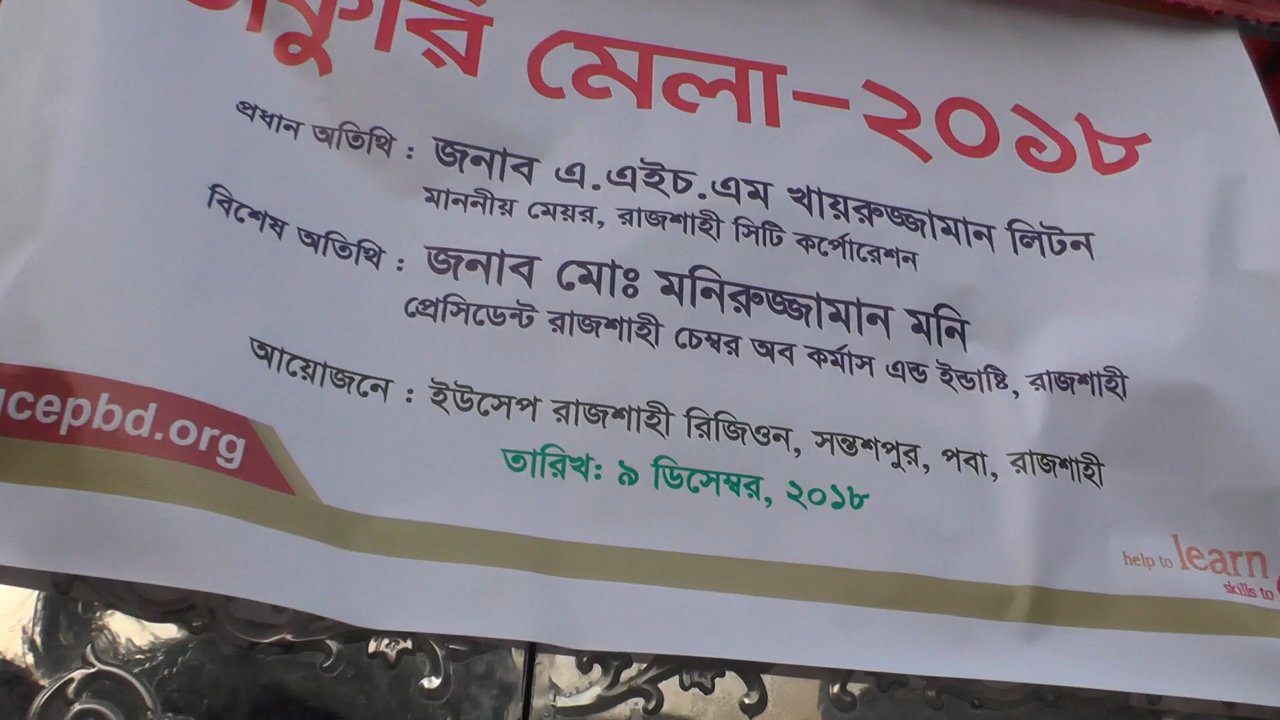 চাকুরি মেলা-২০১৮
প্রধান অতিথি : জনাব এ.এইচ.এম খায়রুজ্জামান লিটন
মাননীয় মেয়র, রাজশাহী সিটি কর্পোরেশন
বিশেষ অতিথি : জনাব মোঃ মনিরুজ্জামান মনি
প্রেসিডেন্ট রাজশাহী চেম্বর অব কর্মাস এন্ড ইন্ডাষ্টি, রাজশাহী
আয়োজনে : ইউসেপ রাজশাহী রিজিওন, সন্তশপুর, পবা, রাজশাহী
তারিখ: ৯ ডিসেম্বর, ২০১৮
cepbd.org
help to learn
skills to